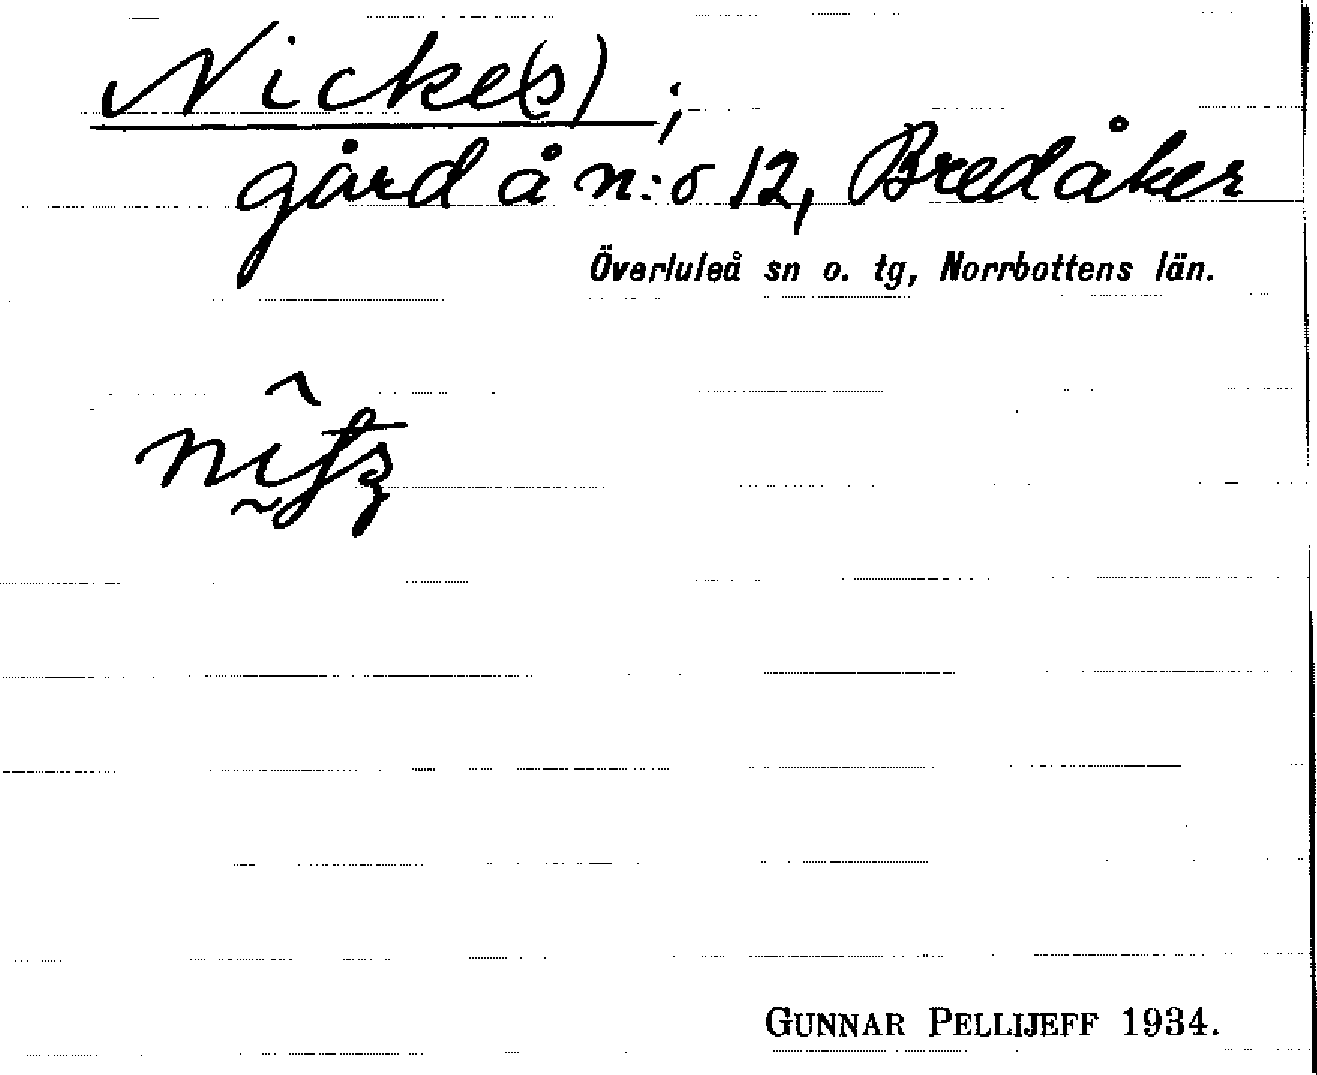 Nicke(s) ;
gård å n:o 12, Bredåker
Överluleå sn o. tg, Norrbottens län.
GUNNAR PELLIJEFF 1934.